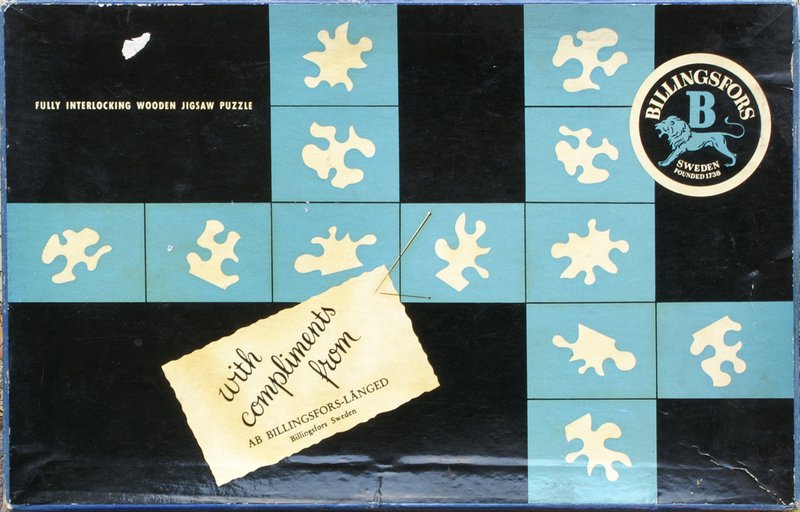 FULLY INTERLOCKING WOODEN JIGSAW PUZZLE
BILLINGSFORS
B
SWEDEN
FOUNDED 1738
with
compliments
from
AB BILLINGSFORS-LÅNGED
Billingsfors Sweden